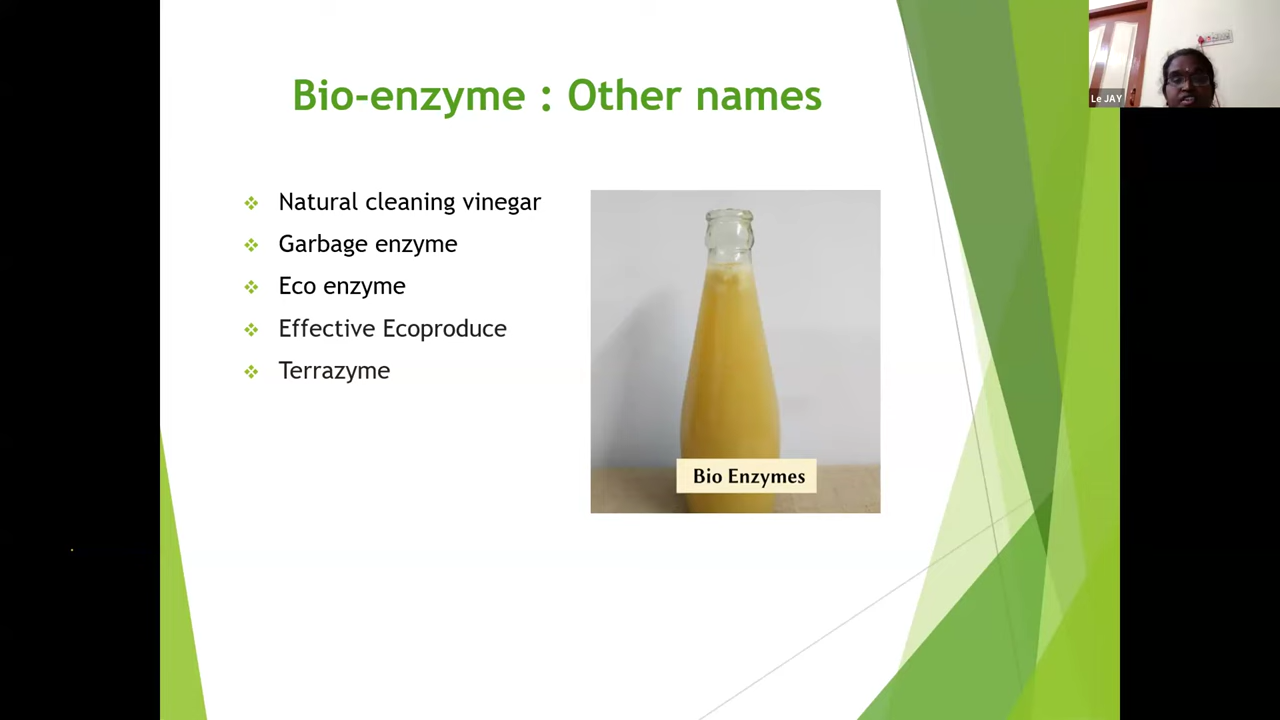 Bio-enzyme : Other names
Le JAY
Natural cleaning vinegar
Garbage enzyme
Eco enzyme
Effective Ecoproduce
Terrazyme
Bio Enzymes